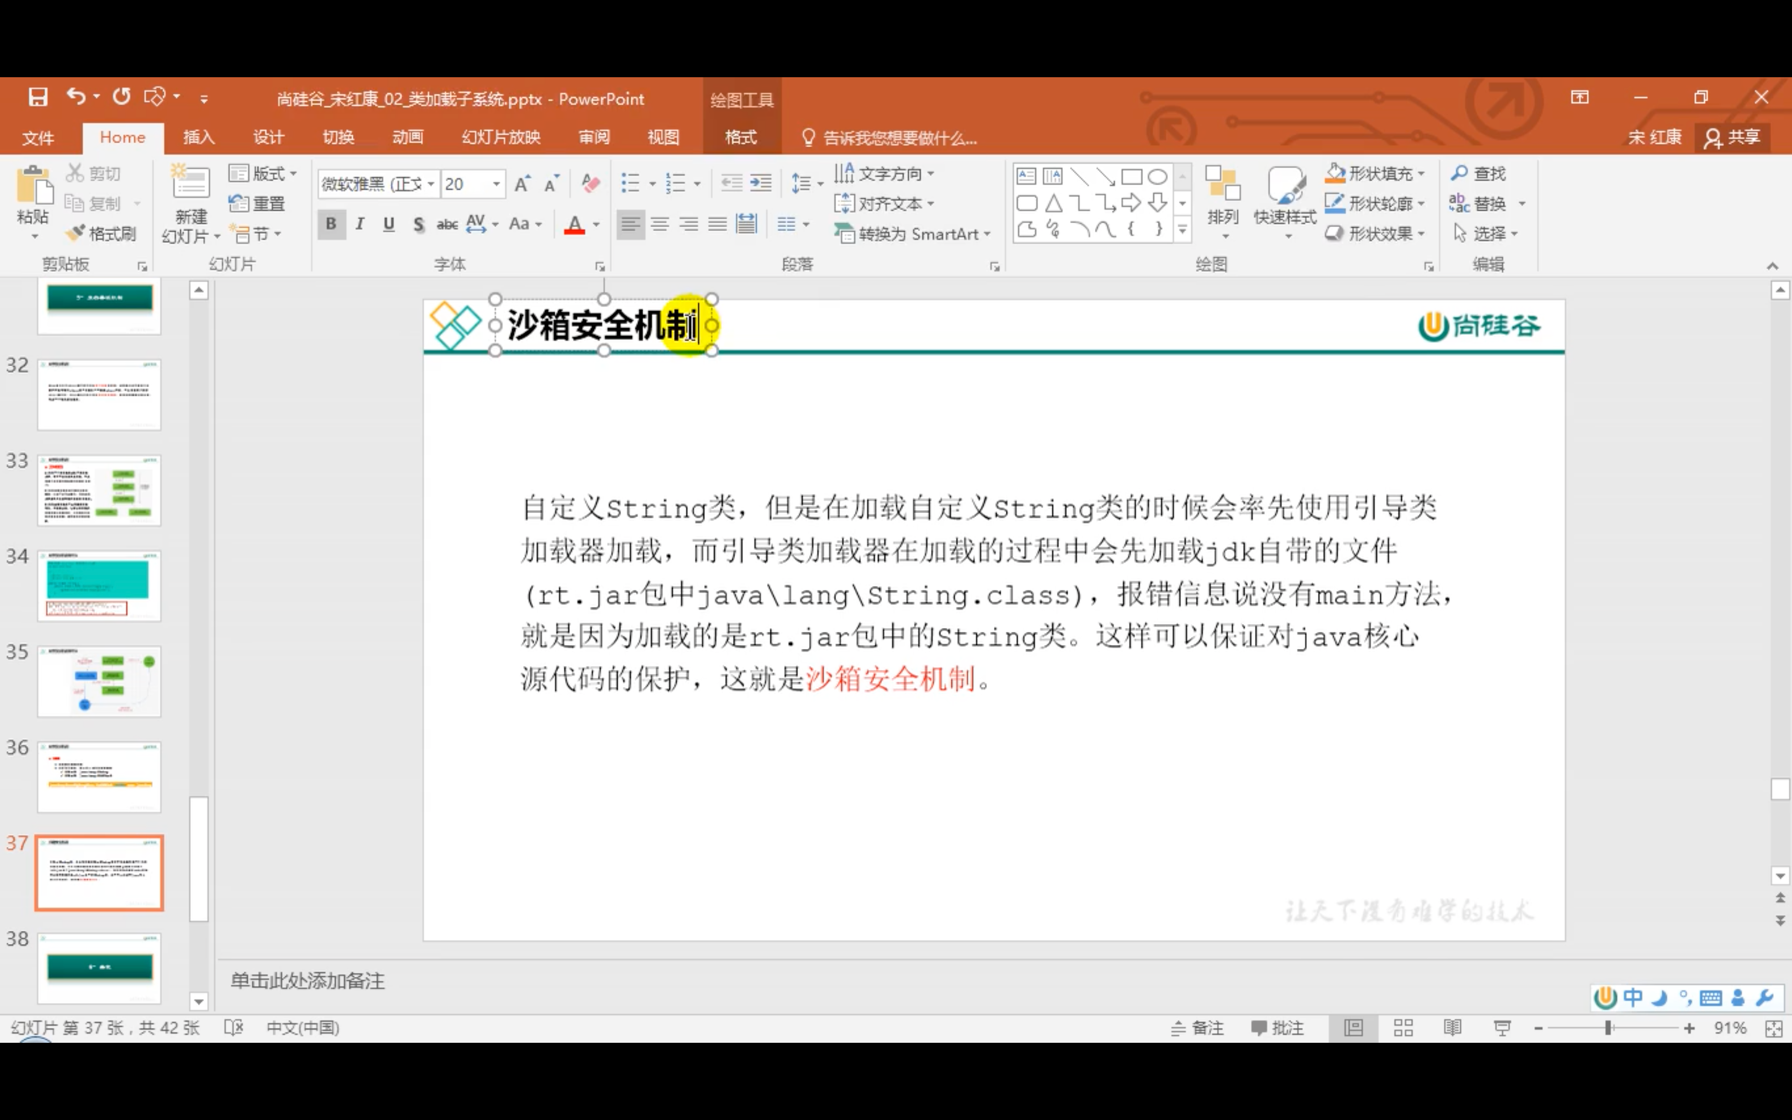 尚硅谷_宋红康_02_类加载子系统.pptx - PowerPoint
绘图工具
文件
Home
插入
设计
切换
动画
幻灯片放映
审阅
视图
格式
告诉我您想要做什么...
宋 红康
共享
粘贴
剪切
复制
格式刷
剪贴板
新建
幻灯片
版式
重置
节
幻灯片
微软雅黑 (正文
20
B I U S abc AV Aa A
字体
文字方向
对齐文本
转换为 SmartArt
段落
排列
快速样式
形状填充
形状轮廓
形状效果
绘图
查找
替换
选择
编辑
32
33
34
35
36
37
38
沙箱安全机制
尚硅谷
自定义String类，但是在加载自定义String类的时候会率先使用引导类
加载器加载，而引导类加载器在加载的过程中会先加载jdk自带的文件
(rt.jar包中java\lang\String.class)，报错信息说没有main方法，
就是因为加载的是rt.jar包中的String类。这样可以保证对java核心
源代码的保护，这就是沙箱安全机制。
让天下没有难学的技术
单击此处添加备注
中
幻灯片 第 37 张，共 42 张
中文(中国)
备注
批注
91%